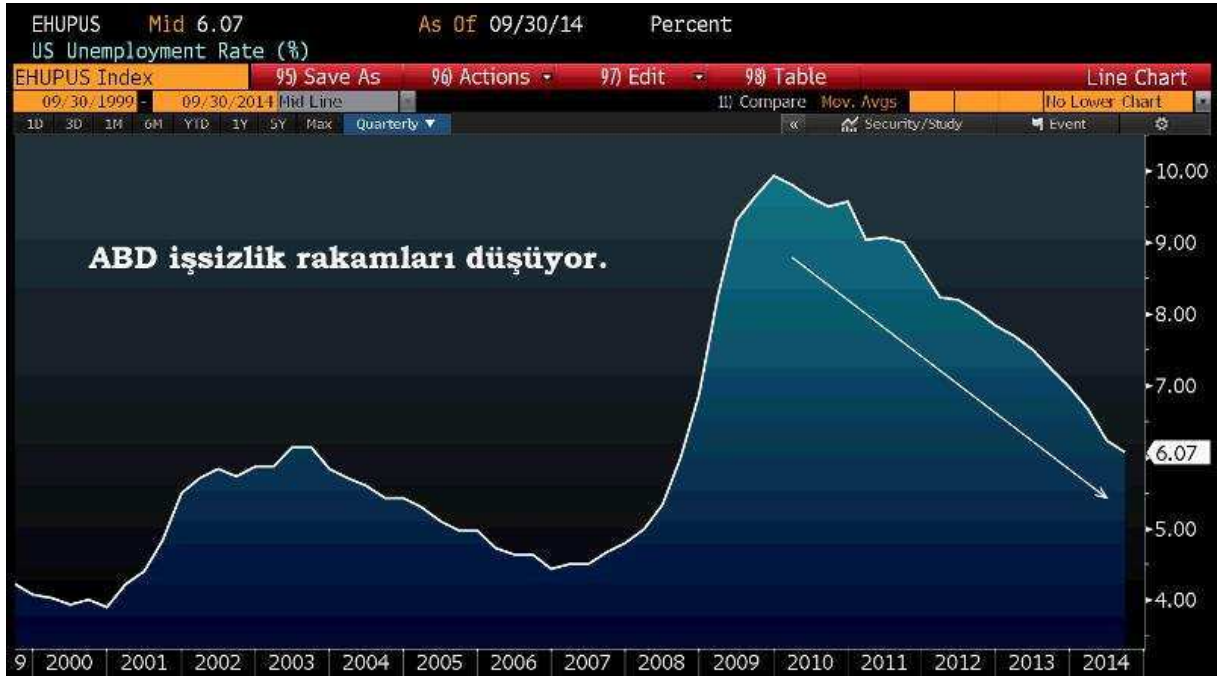 EHUPUS Mid 6.07 As Of 09/30/14 Percent
US Unemployment Rate (%)
EHUPUS Index 95) Save As 96) Actions 97) Edit 98) Table Line Chart
09/30/1999 - 09/30/2014 Mid Line 11) Compare Mov. Avgs No Lower Chart
1D 3D 1M 6M YTD 1Y 5Y Max Quarterly ▼ « Security/Study Event
10.00
ABD işsizlik rakamları düşüyor.
9.00
8.00
7.00
6.07
5.00
4.00
9 2000 2001 2002 2003 2004 2005 2006 2007 2008 2009 2010 2011 2012 2013 2014